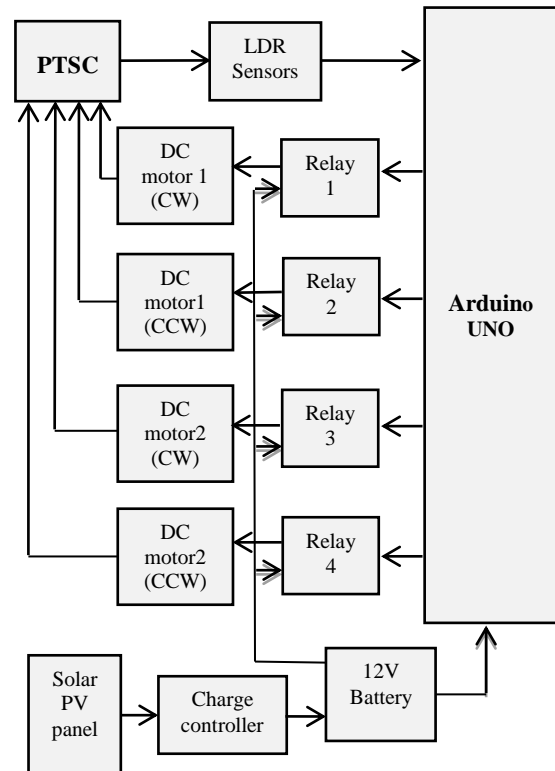 PTSC
LDR
Sensors
DC
motor 1
(CW)
Relay
1
DC
motor1
(CCW)
Relay
2
Arduino
UNO
DC
motor2
(CW)
Relay
3
DC
motor2
(CCW)
Relay
4
Solar
PV
panel
Charge
controller
12V
Battery